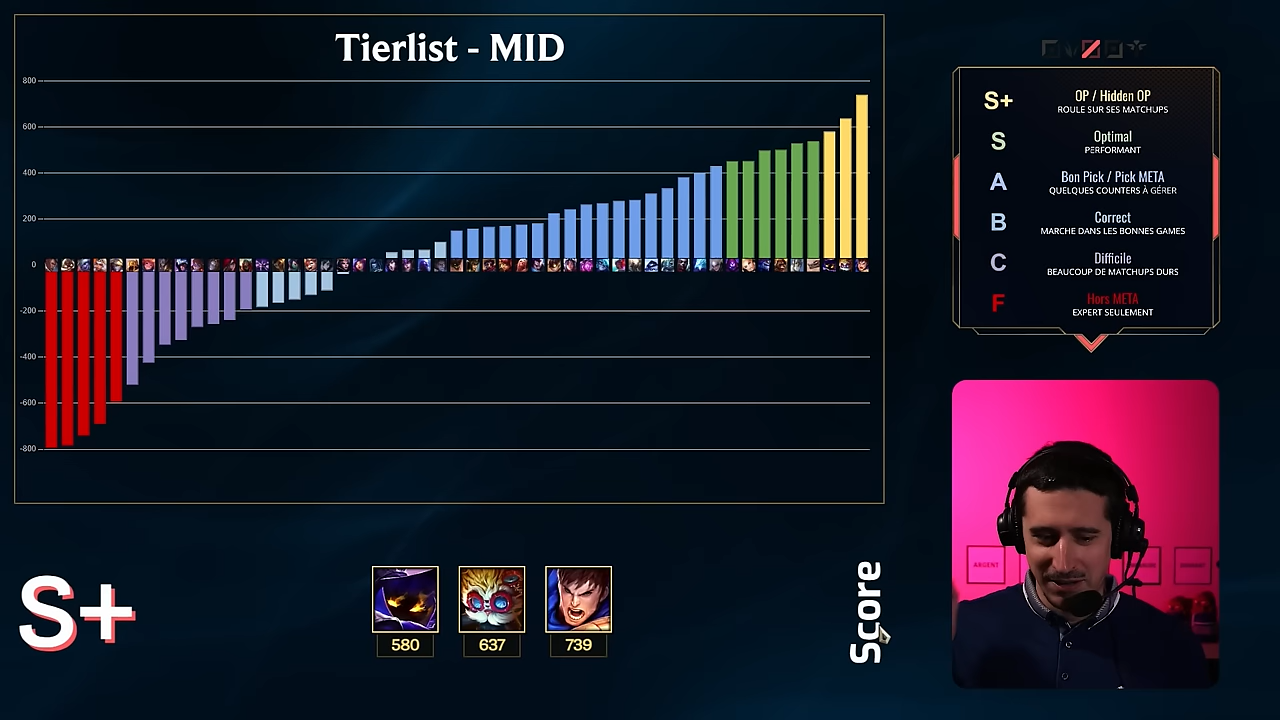 Tierlist - MID
800
600
400
200
0
-200
-400
-600
-800
S+
OP / Hidden OP
ROULE SUR SES MATCHUPS
S
Optimal
PERFORMANT
A
Bon Pick / Pick META
QUELQUES COUNTERS À GÉRER
B
Correct
MARCHE DANS LES BONNES GAMES
C
Difficile
BEAUCOUP DE MATCHUPS DURS
F
Hors META
EXPERT SEULEMENT
ARGENT
S+
580
637
739
Score